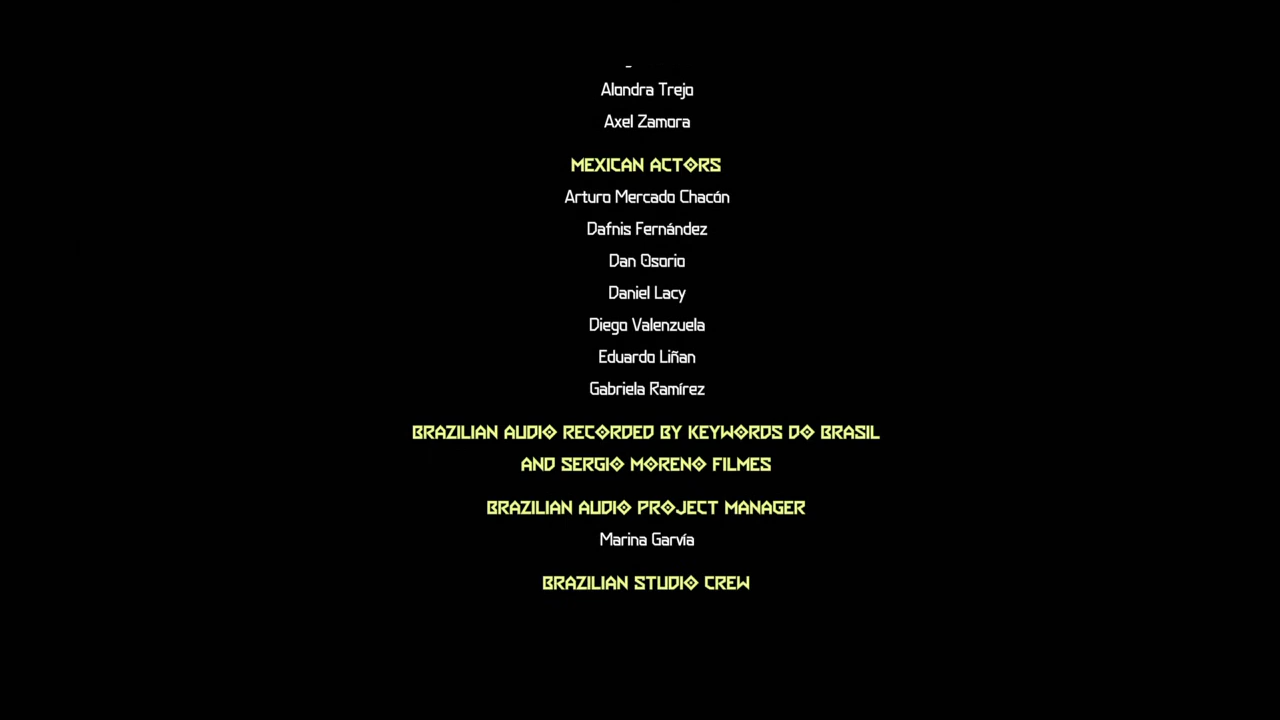 Alondra Trejo
Axel Zamora
MEXICAN ACTORS
Arturo Mercado Chacón
Dafnis Fernández
Dan Osorio
Daniel Lacy
Diego Valenzuela
Eduardo Liñan
Gabriela Ramírez
BRAZILIAN AUDIO RECORDED BY KEYWORDS DO BRASIL
AND SERGIO MORENO FILMES
BRAZILIAN AUDIO PROJECT MANAGER
Marina Garvía
BRAZILIAN STUDIO CREW